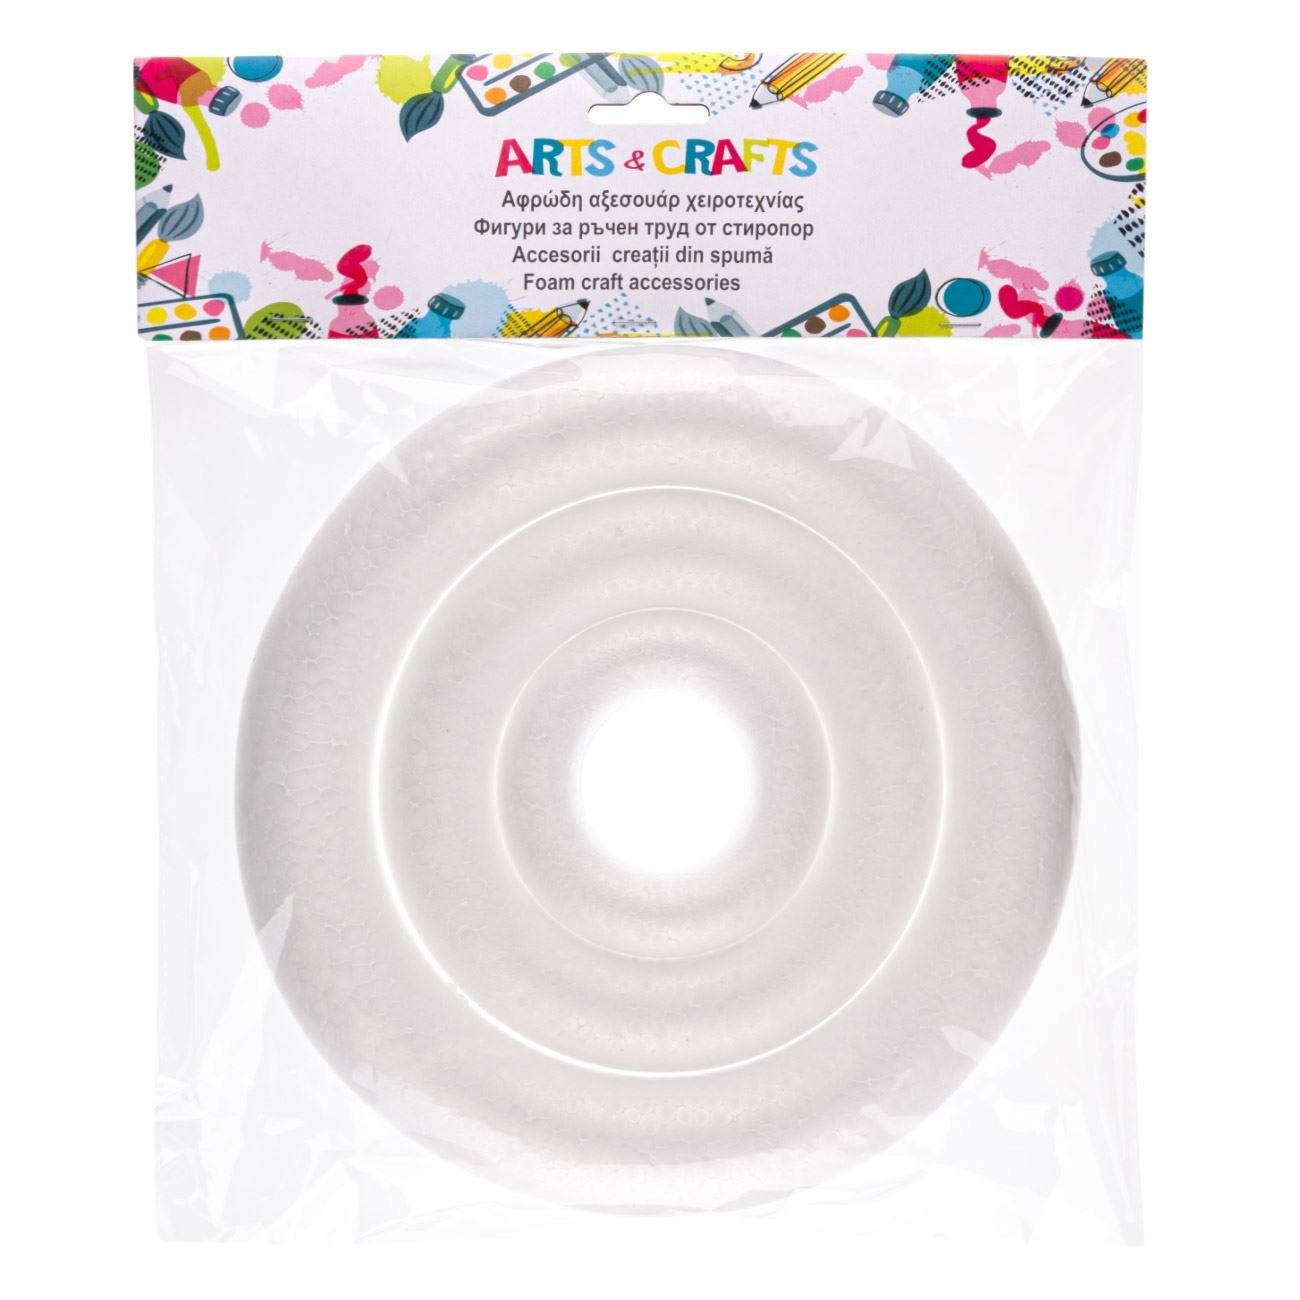 ARTS & CRAFTS
Αφρώδη αξεσουάρ χειροτεχνίας
Фигури за ръчен труд от стиропор
Accesorii creații din spumă
Foam craft accessories